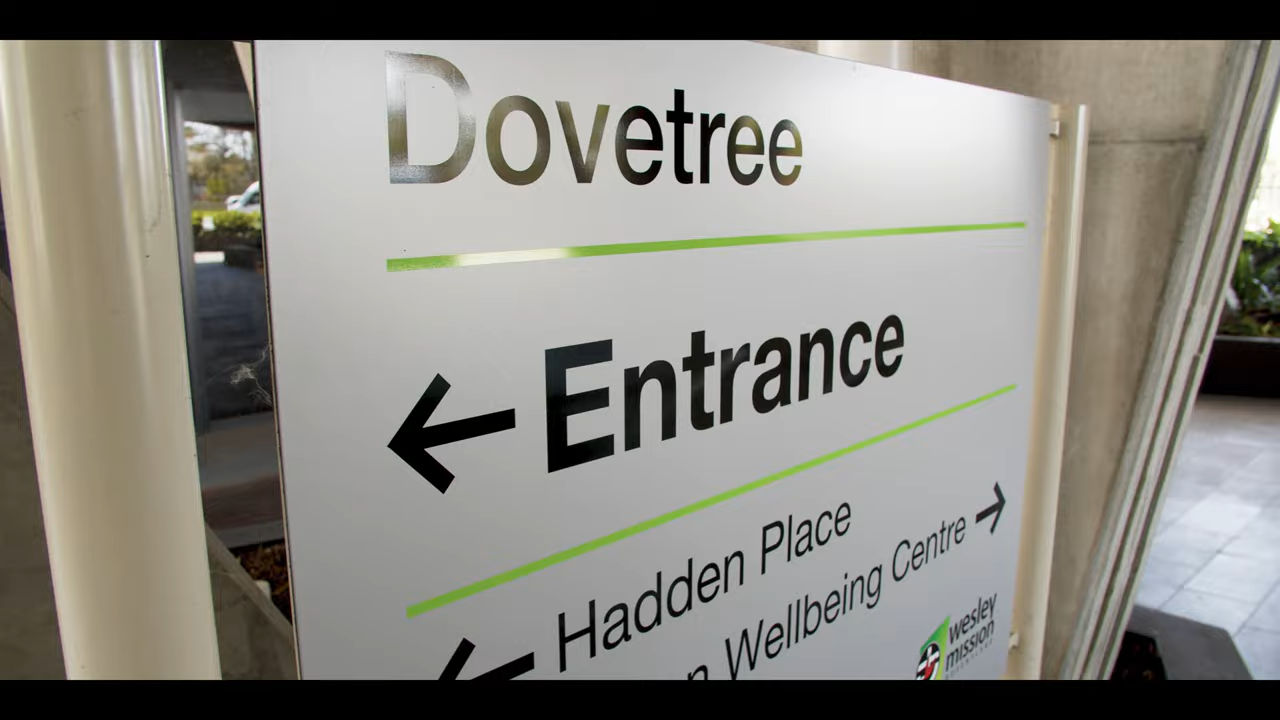 Dovetree
← Entrance
← Hadden Place
Wellbeing Centre →
wesley
mission